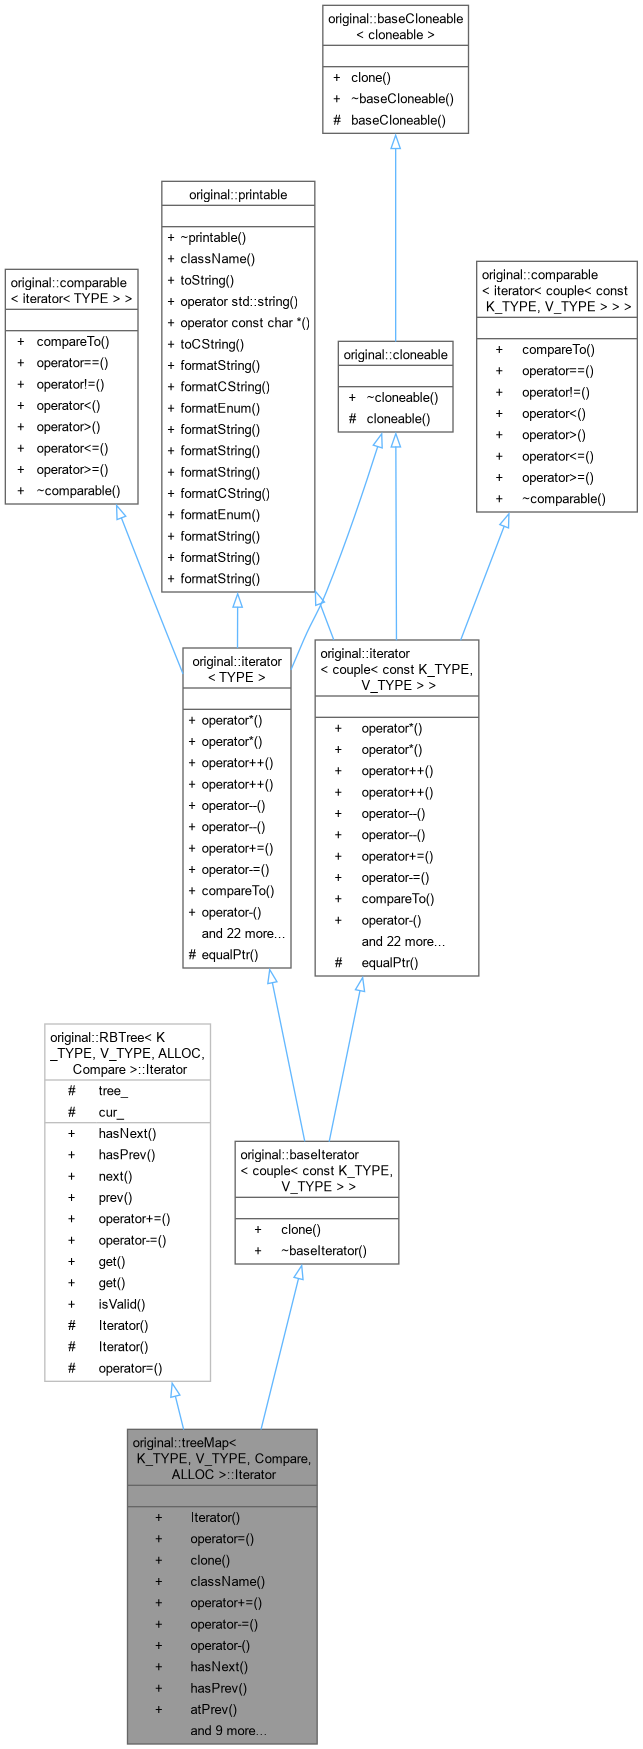 original::baseCloneable
< cloneable >
+ clone()
+ ~baseCloneable()
# baseCloneable()
original::printable
+ ~printable()
+ className()
+ toString()
+ operator std::string()
+ operator const char *()
+ toCString()
+ formatString()
+ formatCString()
+ formatEnum()
+ formatString()
+ formatString()
+ formatString()
+ formatCString()
+ formatEnum()
+ formatString()
+ formatString()
+ formatString()
original::comparable
< iterator< TYPE > >
+ compareTo()
+ operator==()
+ operator!=()
+ operator<()
+ operator>()
+ operator<=()
+ operator>=()
+ ~comparable()
original::cloneable
+ ~cloneable()
# cloneable()
original::comparable
< iterator< couple< const
K_TYPE, V_TYPE > > >
+ compareTo()
+ operator==()
+ operator!=()
+ operator<()
+ operator>()
+ operator<=()
+ operator>=()
+ ~comparable()
original::iterator
< TYPE >
+ operator*()
+ operator*()
+ operator++()
+ operator++()
+ operator--()
+ operator--()
+ operator+=()
+ operator-=()
+ compareTo()
+ operator-()
and 22 more...
# equalPtr()
original::iterator
< couple< const K_TYPE,
V_TYPE > >
+ operator*()
+ operator*()
+ operator++()
+ operator++()
+ operator--()
+ operator--()
+ operator+=()
+ operator-=()
+ compareTo()
+ operator-()
and 22 more...
# equalPtr()
original::RBTree< K
_TYPE, V_TYPE, ALLOC,
Compare >::Iterator
# tree_
# cur_
+ hasNext()
+ hasPrev()
+ next()
+ prev()
+ operator+=()
+ operator-=()
+ get()
+ get()
+ isValid()
# Iterator()
# Iterator()
# operator=()
original::baseIterator
< couple< const K_TYPE,
V_TYPE > >
+ clone()
+ ~baseIterator()
original::treeMap<
K_TYPE, V_TYPE, Compare,
ALLOC >::Iterator
+ Iterator()
+ operator=()
+ clone()
+ className()
+ operator+=()
+ operator-=()
+ operator-()
+ hasNext()
+ hasPrev()
+ atPrev()
and 9 more...